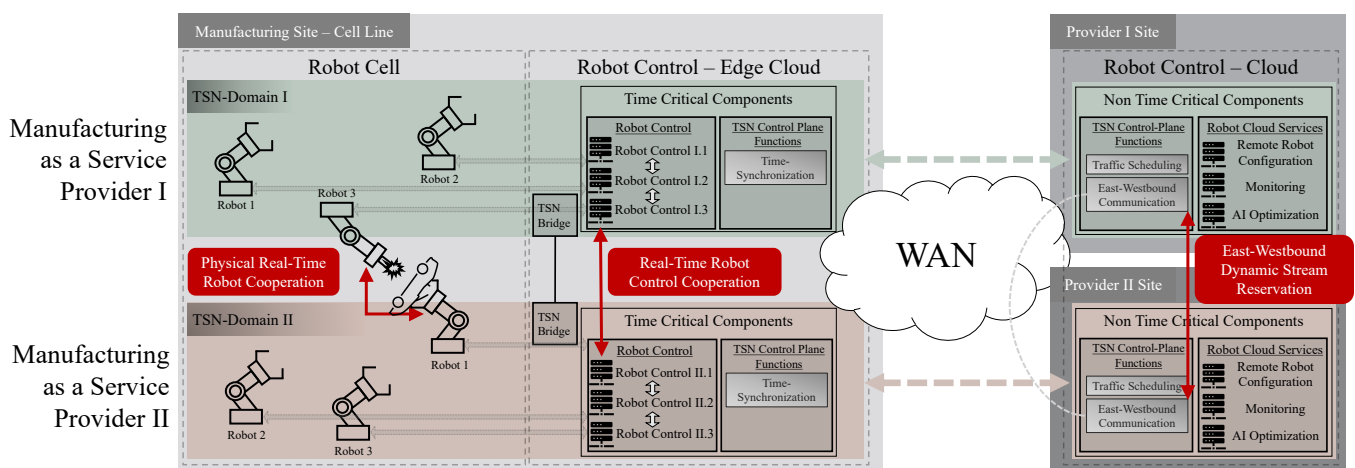 Manufacturing Site – Cell Line
Robot Cell
Robot Control – Edge Cloud
Manufacturing
as a Service
Provider I
TSN-Domain I
Robot 1
Robot 2
Robot 3
TSN
Bridge
Time Critical Components
Robot Control
Robot Control I.1
Robot Control I.2
Robot Control I.3
TSN Control Plane
Functions
Time-
Synchronization
Physical Real-Time
Robot Cooperation
Real-Time Robot
Control Cooperation
Manufacturing
as a Service
Provider II
TSN-Domain II
Robot 1
Robot 2
Robot 3
TSN
Bridge
Time Critical Components
Robot Control
Robot Control II.1
Robot Control II.2
Robot Control II.3
TSN Control Plane
Functions
Time-
Synchronization
WAN
Provider I Site
Robot Control – Cloud
Non Time Critical Components
TSN Control-Plane
Functions
Traffic Scheduling
East-Westbound
Communication
Robot Cloud Services
Remote Robot
Configuration
Monitoring
AI Optimization
East-Westbound
Dynamic Stream
Reservation
Provider II Site
Non Time Critical Components
TSN Control-Plane
Functions
Traffic Scheduling
East-Westbound
Communication
Robot Cloud Services
Remote Robot
Configuration
Monitoring
AI Optimization